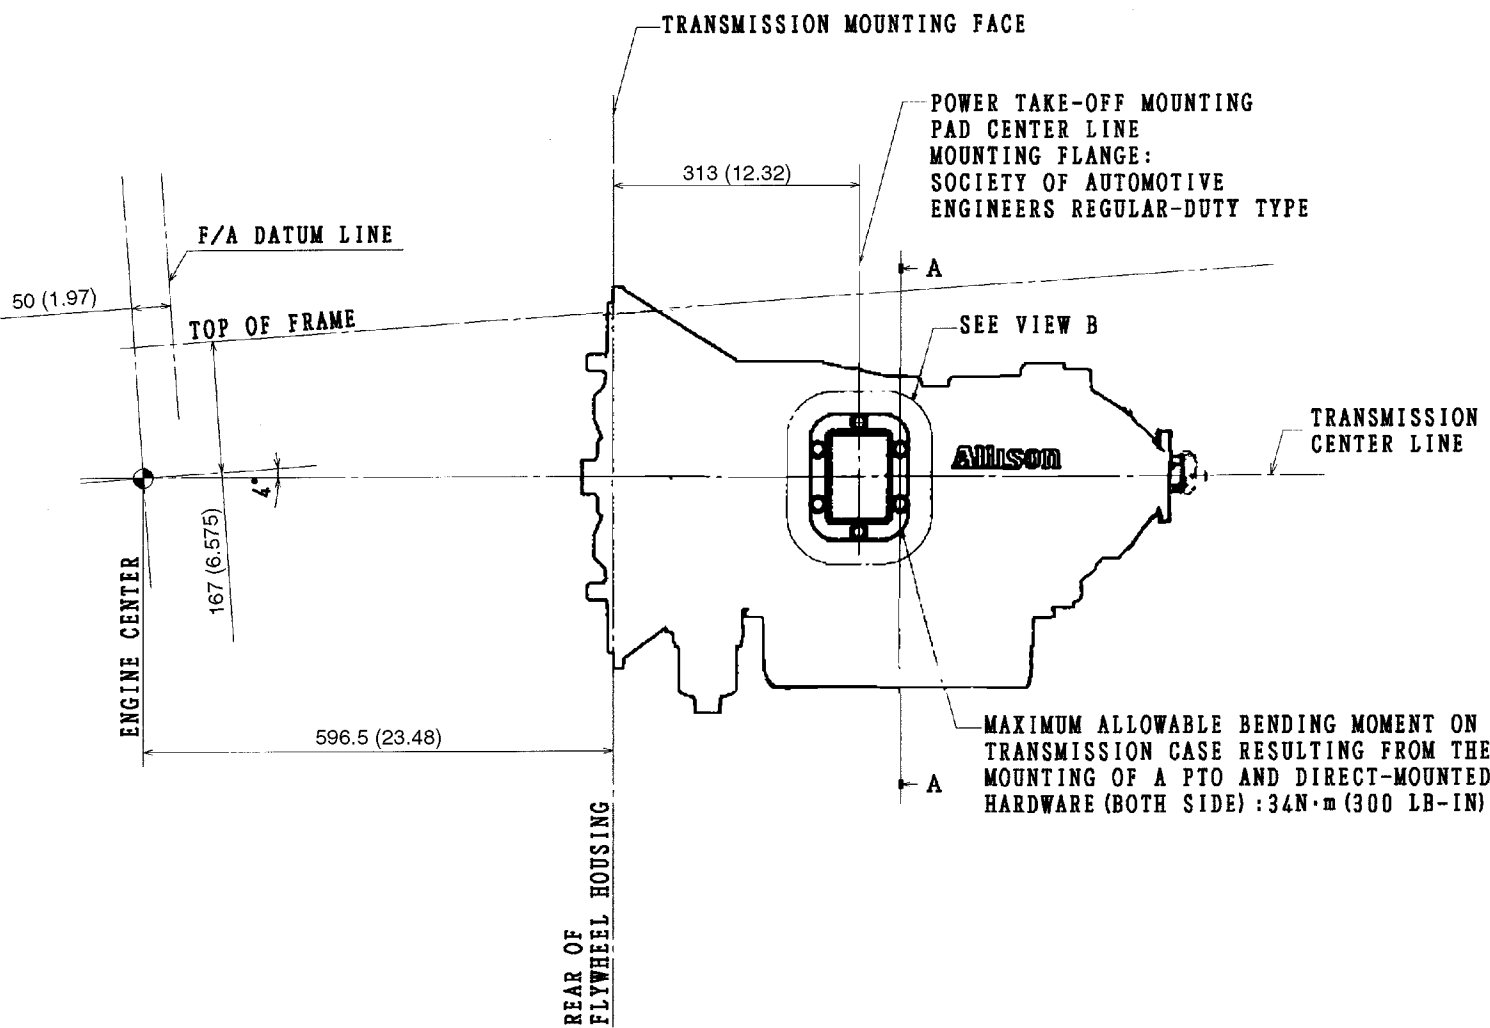 TRANSMISSION MOUNTING FACE
POWER TAKE-OFF MOUNTING
PAD CENTER LINE
MOUNTING FLANGE:
SOCIETY OF AUTOMOTIVE
ENGINEERS REGULAR-DUTY TYPE
313 (12.32)
F/A DATUM LINE
50 (1.97)
TOP OF FRAME
A
SEE VIEW B
TRANSMISSION
CENTER LINE
Allison
4°
167 (6.575)
ENGINE CENTER
596.5 (23.48)
MAXIMUM ALLOWABLE BENDING MOMENT ON
TRANSMISSION CASE RESULTING FROM THE
MOUNTING OF A PTO AND DIRECT-MOUNTED
HARDWARE (BOTH SIDE) : 34N·m (300 LB-IN)
A
REAR OF
FLYWHEEL HOUSING